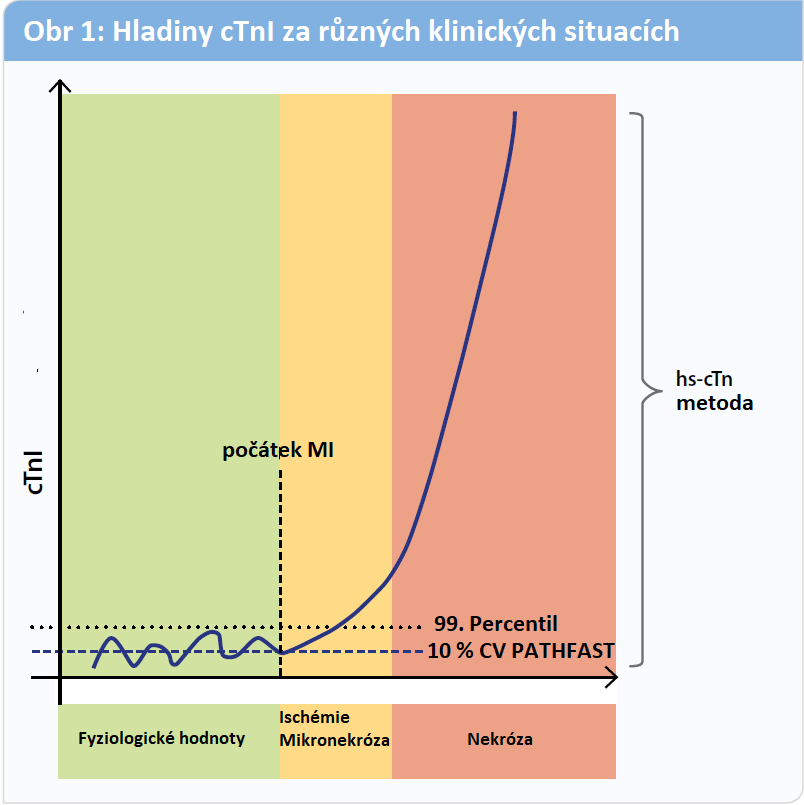 Obr 1: Hladiny cTnI za různých klinických situacích
cTnI
počátek MI
hs-cTn
metoda
99. Percentil
10 % CV PATHFAST
Fyziologické hodnoty
Ischémie
Mikronekróza
Nekróza